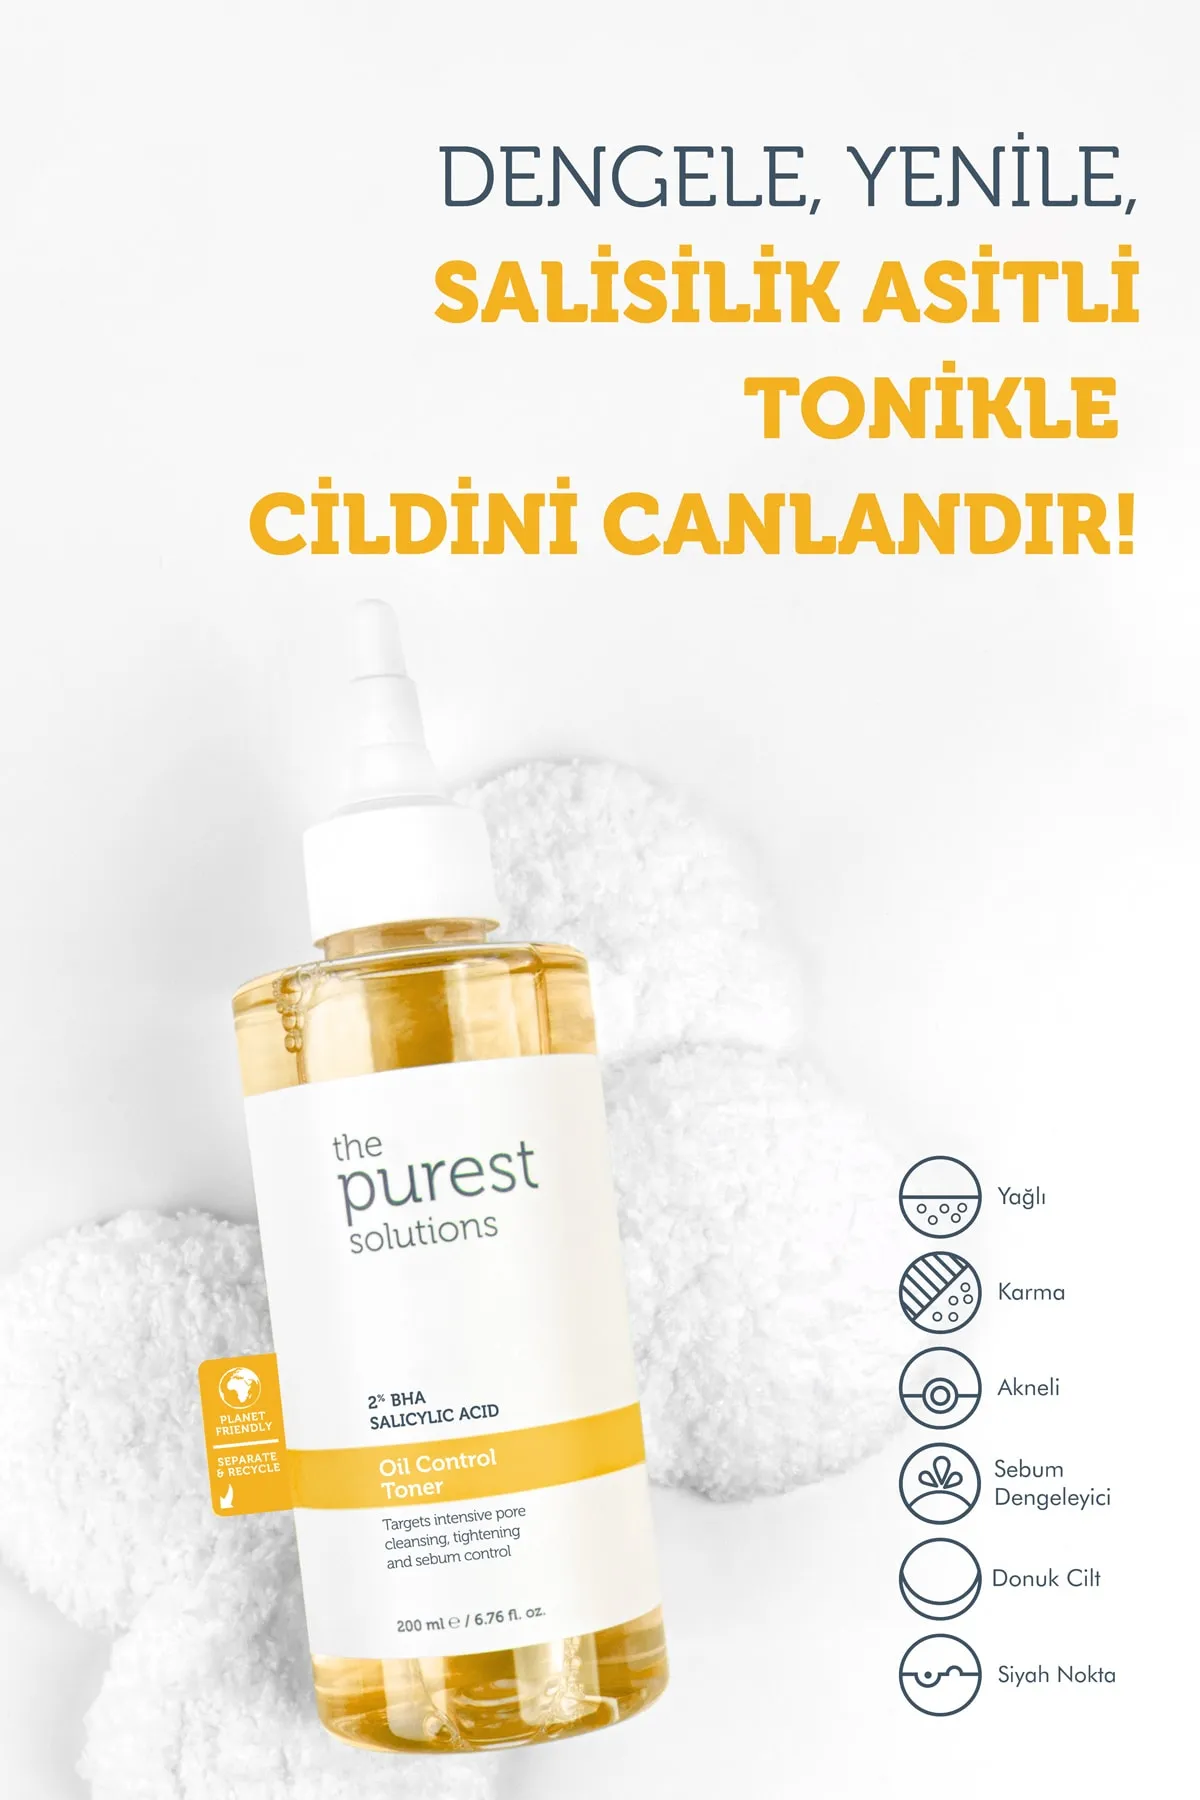 DENGELE, YENİLE,
SALİSİLİK ASİTLİ
TONİKLE
CİLDİNİ CANLANDIR!
the
purest
solutions
2% BHA
SALICYLIC ACID
Oil Control
Toner
Targets intensive pore
cleansing, tightening
and sebum control
200 ml ℮ / 6.76 fl. oz.
PLANET
FRIENDLY
SEPARATE
& RECYCLE
Yağlı
Karma
Akneli
Sebum
Dengeleyici
Donuk Cilt
Siyah Nokta